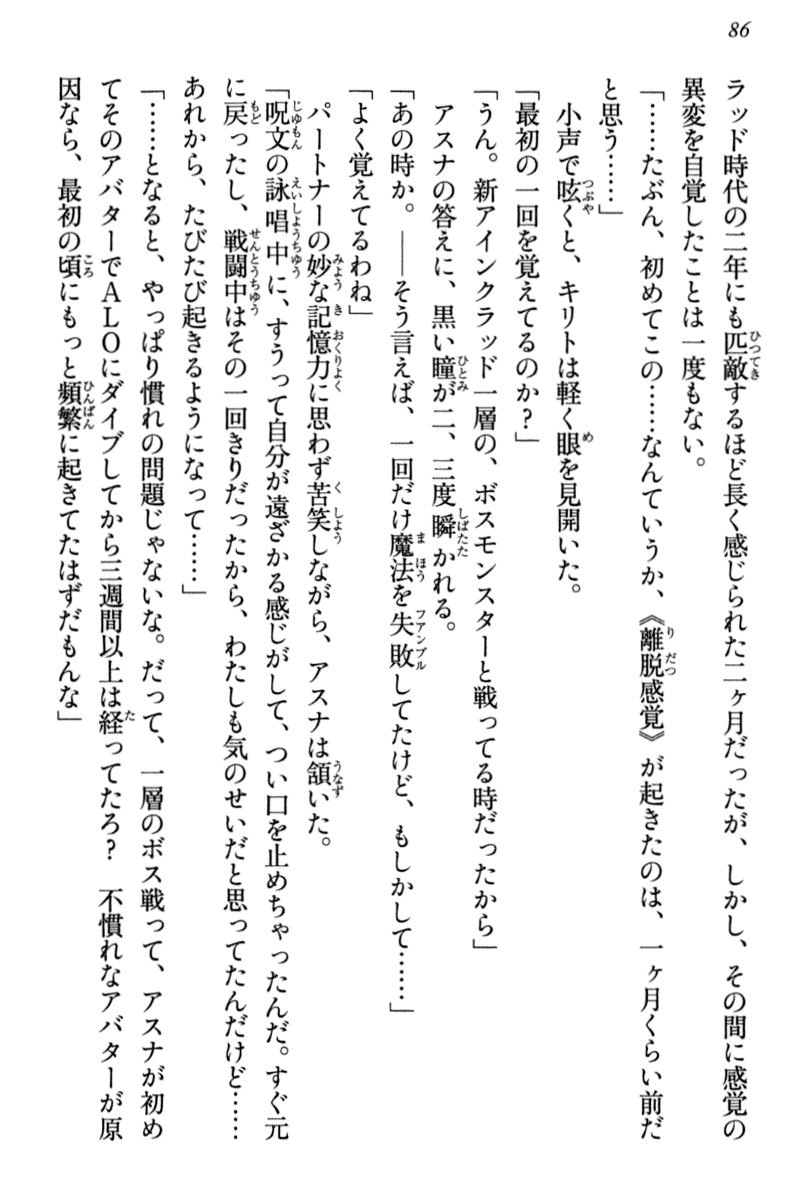 86
ラッド時代の二年にも匹敵するほど長く感じられた二ヶ月だったが、しかし、その間に感覚の
異変を自覚したことは一度もない。
「……たぶん、初めてこの……なんていうか、《離脱感覚》が起きたのは、一ヶ月くらい前だ
と思う……」
小声で呟くと、キリトは軽く眼を見開いた。
「最初の一回を覚えてるのか？」
「うん。新アインクラッド一層の、ボスモンスターと戦ってる時だったから」
アスナの答えに、黒い瞳が二、三度瞬かれる。
「あの時か。――そう言えば、一回だけ魔法を失敗してたけど、もしかして……」
「よく覚えてるわね」
パートナーの妙な記憶力に思わず苦笑しながら、アスナは頷いた。
「呪文の詠唱中に、すうって自分が遠ざかる感じがして、つい口を止めちゃったんだ。すぐ元
に戻ったし、戦闘中はその一回きりだったから、わたしも気のせいだと思ってたんだけど……
あれから、たびたび起きるようになって……」
「……となると、やっぱり慣れの問題じゃないな。だって、一層のボス戦って、アスナが初め
てそのアバターでＡＬＯにダイブしてから三週間以上は経ってたろ？　不慣れなアバターが原
因なら、最初の頃にもっと頻繁に起きてたはずだもんな」